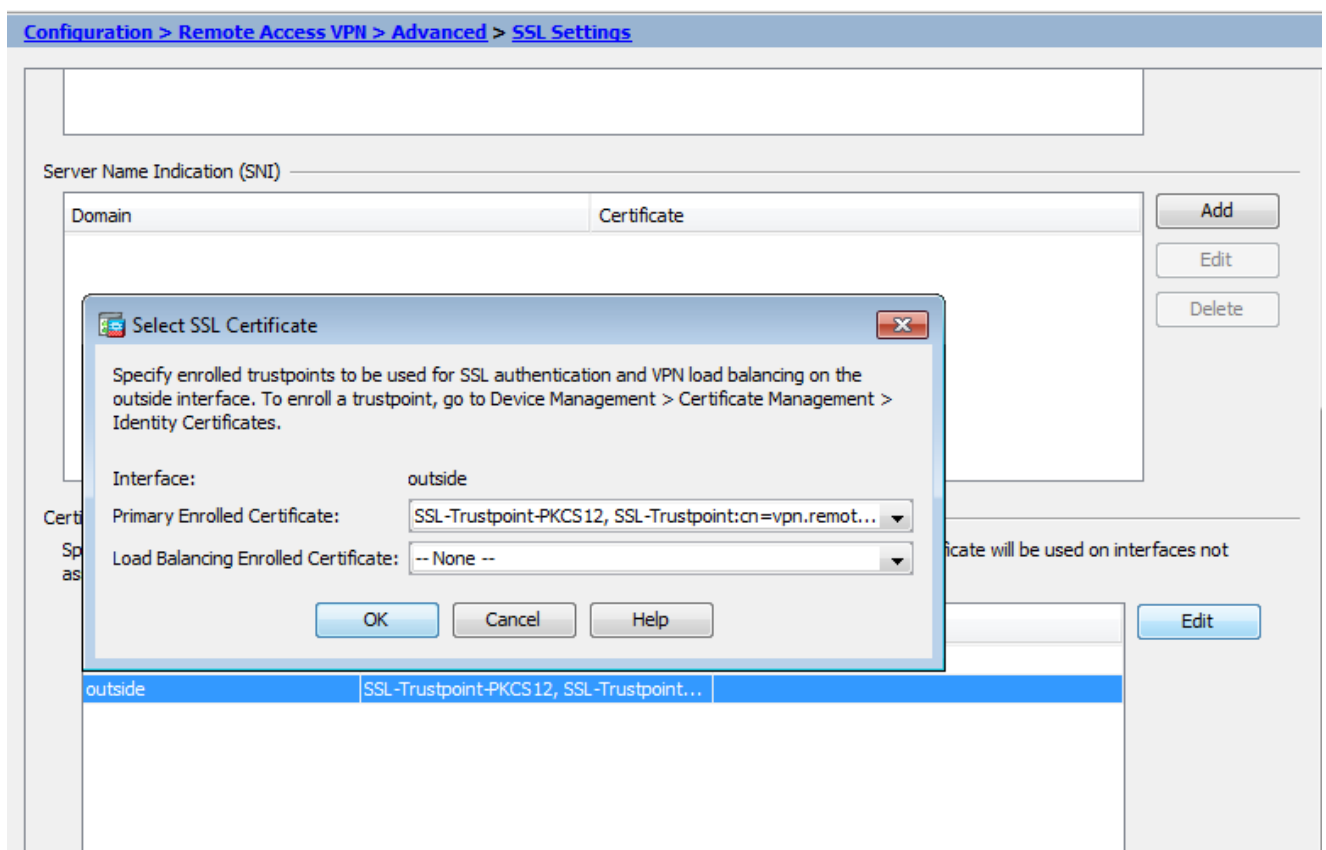 Configuration > Remote Access VPN > Advanced > SSL Settings
Server Name Indication (SNI)
Domain Certificate
Add
Edit
Delete
Select SSL Certificate
Specify enrolled trustpoints to be used for SSL authentication and VPN load balancing on the
outside interface. To enroll a trustpoint, go to Device Management > Certificate Management >
Identity Certificates.
Interface: outside
Primary Enrolled Certificate: SSL-Trustpoint-PKCS12, SSL-Trustpoint:cn=vpn.remot...
Load Balancing Enrolled Certificate: -- None --
OK Cancel Help
Certi
Sp icate will be used on interfaces not
as
Edit
outside SSL-Trustpoint-PKCS12, SSL-Trustpoint...